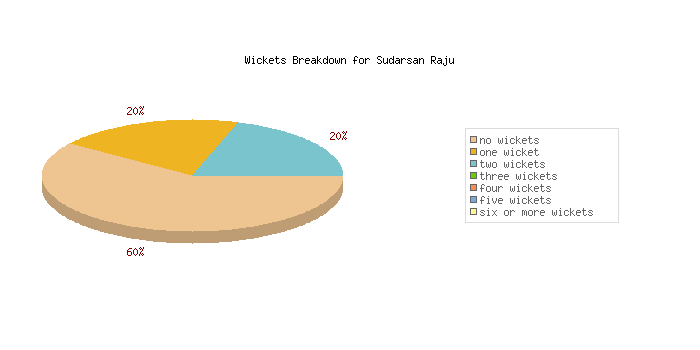 Wickets Breakdown for Sudarsan Raju
20%
20%
no wickets
one wicket
two wickets
three wickets
four wickets
five wickets
six or more wickets
60%